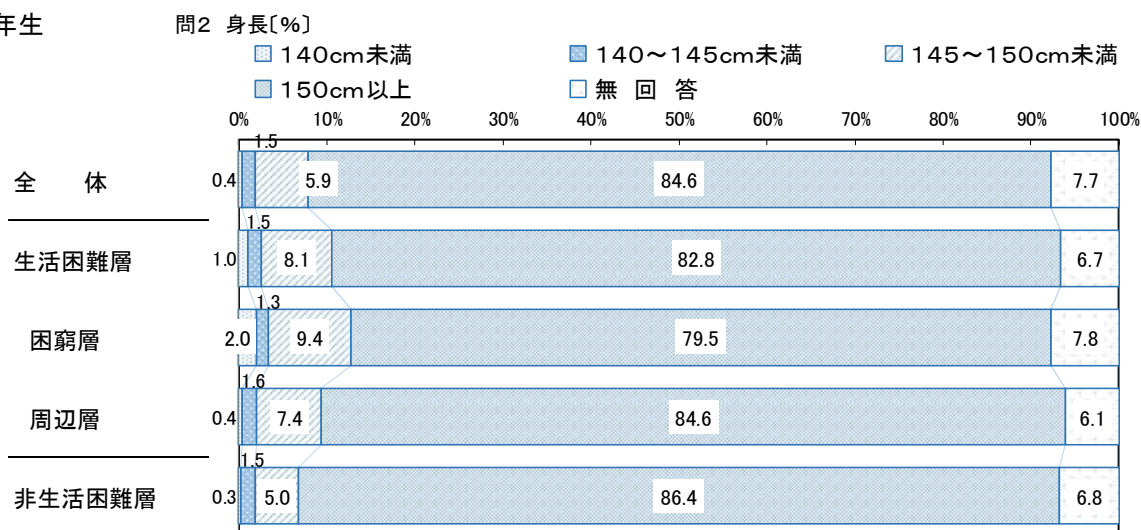 年生 問2 身長〔%〕
140cm未満 140～145cm未満 145～150cm未満
150cm以上 無 回 答
0% 10% 20% 30% 40% 50% 60% 70% 80% 90% 100%
1.5
全 体 0.4 5.9 84.6 7.7
1.5
生活困難層 1.0 8.1 82.8 6.7
1.3
困窮層 2.0 9.4 79.5 7.8
1.6
周辺層 0.4 7.4 84.6 6.1
1.5
非生活困難層 0.3 5.0 86.4 6.8